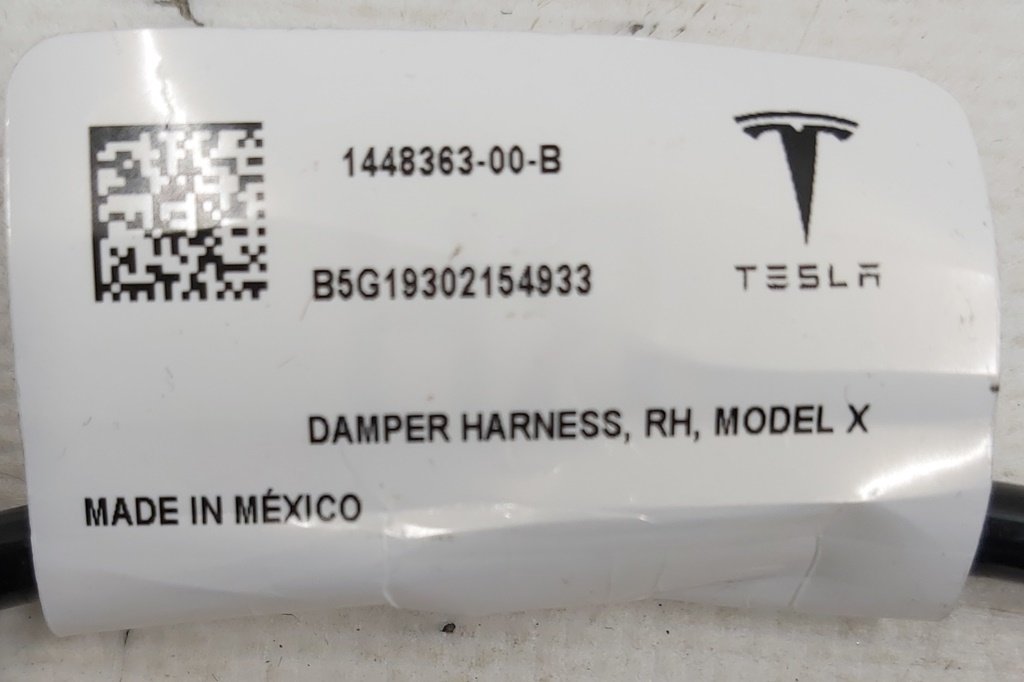 1448363-00-B
B5G19302154933
TESLA
DAMPER HARNESS, RH, MODEL X
MADE IN MÉXICO